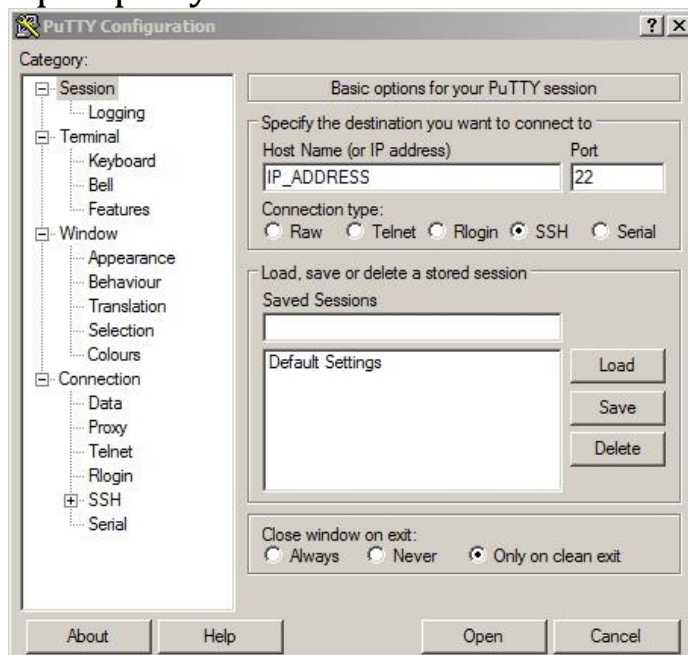 PuTTY Configuration
Category:
Session
Logging
Terminal
Keyboard
Bell
Features
Window
Appearance
Behaviour
Translation
Selection
Colours
Connection
Data
Proxy
Telnet
Rlogin
SSH
Serial
Basic options for your PuTTY session
Specify the destination you want to connect to
Host Name (or IP address) Port
IP_ADDRESS 22
Connection type:
Raw Telnet Rlogin SSH Serial
Load, save or delete a stored session
Saved Sessions
Default Settings
Load
Save
Delete
Close window on exit:
Always Never Only on clean exit
About Help Open Cancel